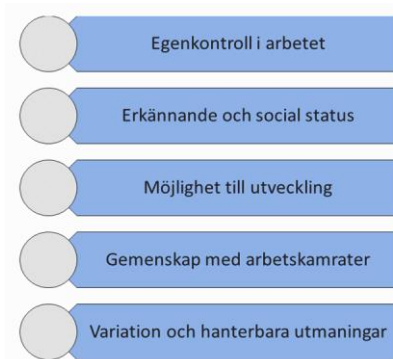 Egenkontroll i arbetet
Erkännande och social status
Möjlighet till utveckling
Gemenskap med arbetskamrater
Variation och hanterbara utmaningar